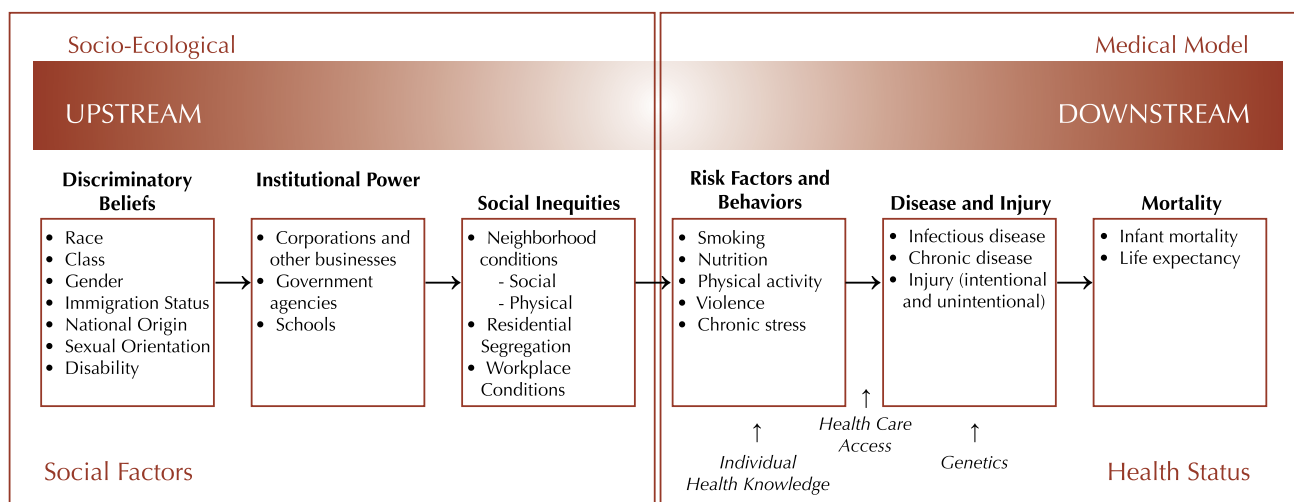 Socio-Ecological
Medical Model
UPSTREAM
DOWNSTREAM
Discriminatory
Beliefs
• Race
• Class
• Gender
• Immigration Status
• National Origin
• Sexual Orientation
• Disability
Institutional Power
• Corporations and
other businesses
• Government
agencies
• Schools
Social Inequities
• Neighborhood
conditions
- Social
- Physical
• Residential
Segregation
• Workplace
Conditions
Risk Factors and
Behaviors
• Smoking
• Nutrition
• Physical activity
• Violence
• Chronic stress
Disease and Injury
• Infectious disease
• Chronic disease
• Injury (intentional
and unintentional)
Mortality
• Infant mortality
• Life expectancy
Individual
Health Knowledge
Health Care
Access
Genetics
Social Factors
Health Status